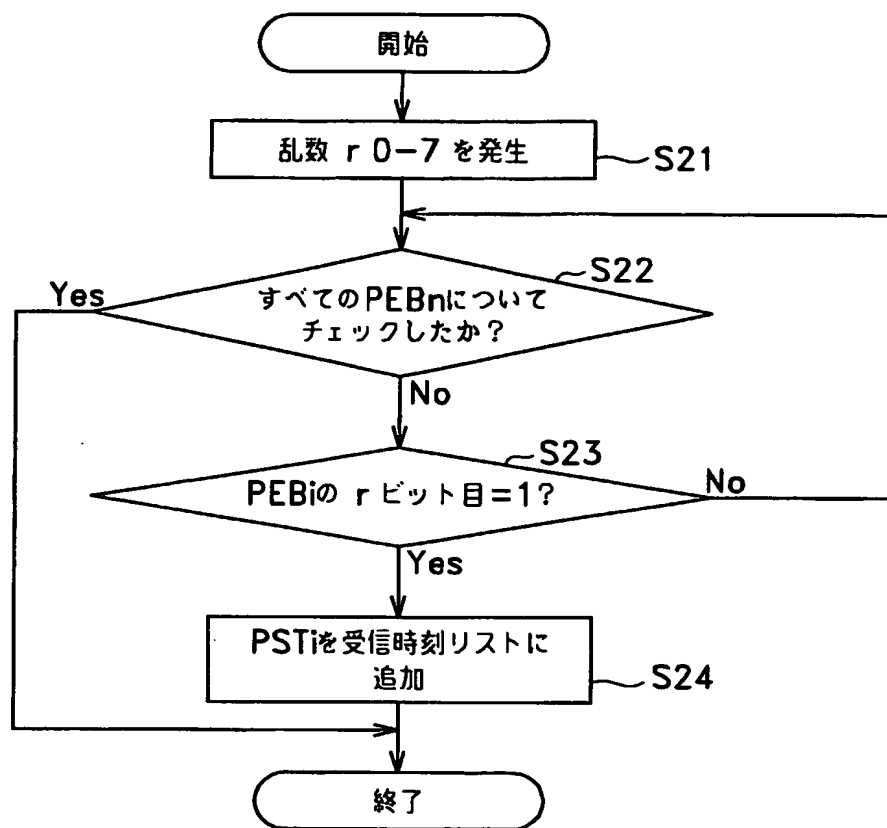 開始
乱数 r 0-7 を発生
S21
S22
Yes
すべてのPEBnについて
チェックしたか?
No
S23
PEBiの r ビット目=1?
No
Yes
PSTiを受信時刻リストに
追加
S24
終了